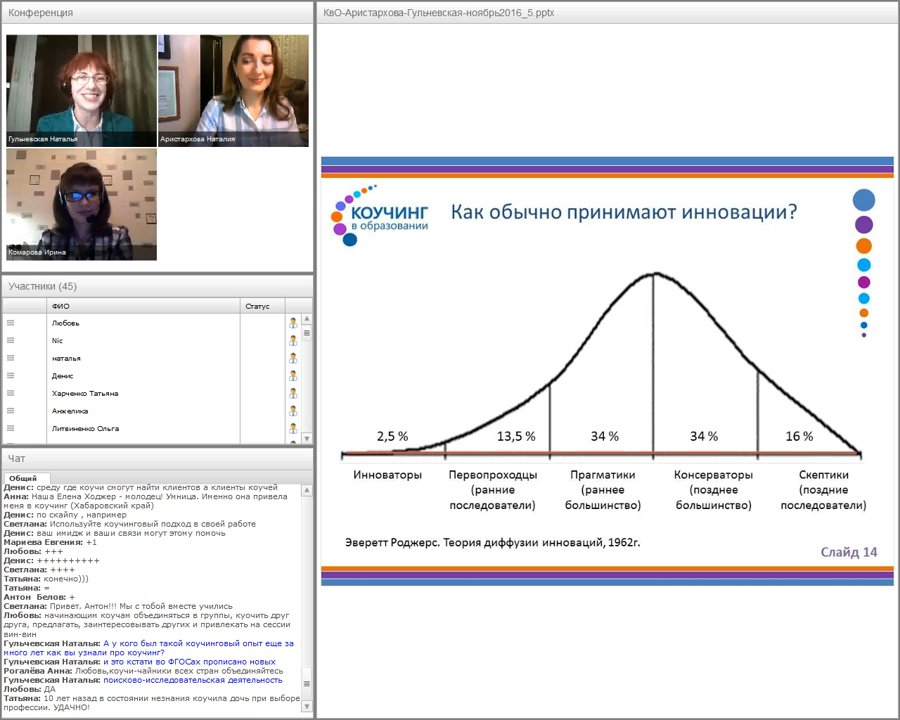 Конференция
Гульчевская Наталья
Аристархова Наталия
Комарова Ирина
Участники (45)
ФИО
Статус
Любовь
Nic
наталья
Денис
Харченко Татьяна
Анжелика
Литвиненко Ольга
Чат
Общий
Денис: среду где коучи смогут найти клиентов а клиенты коучей
Анна: Наша Елена Ходжер - молодец! Умница. Именно она привела
меня в коучинг (Хабаровский край)
Денис: по скайпу , например
Светлана: Используйте коучинговый подход в своей работе
Денис: ваш имидж и ваши связи могут этому помочь
Мариева Евгения: +1
Любовь: +++
Денис: ++++++++++
Светлана: ++++
Татьяна: конечно)))
Татьяна: =
Антон Белов: +
Светлана: Привет. Антон!!! Мы с тобой вместе учились
Любовь: начинающим коучам объединяться в группы, куочить друг
друга, предлагать, заинтересовывать других и привлекать на сессии
вин-вин
Гульчевская Наталья: А у кого был такой коучинговый опыт еще за
много лет как вы узнали про коучинг?
Гульчевская Наталья: и это кстати во ФГОСах прописано новых
Рогалёва Анна: Любовь,коучи-чайники всех стран объединяйтесь
Гульчевская Наталья: поисково-исследовательская деятельность
Любовь: ДА
Татьяна: 10 лет назад в состоянии незнания коучила дочь при выборе
профессии. УДАЧНО!
КвО-Аристархова-Гульчевская-ноябрь2016_5.pptx
КОУЧИНГ
в образовании
Как обычно принимают инновации?
2,5 %
13,5 %
34 %
34 %
16 %
Инноваторы
Первопроходцы
(ранние
последователи)
Прагматики
(раннее
большинство)
Консерваторы
(позднее
большинство)
Скептики
(поздние
последователи)
Эверетт Роджерс. Теория диффузии инноваций, 1962г.
Слайд 14